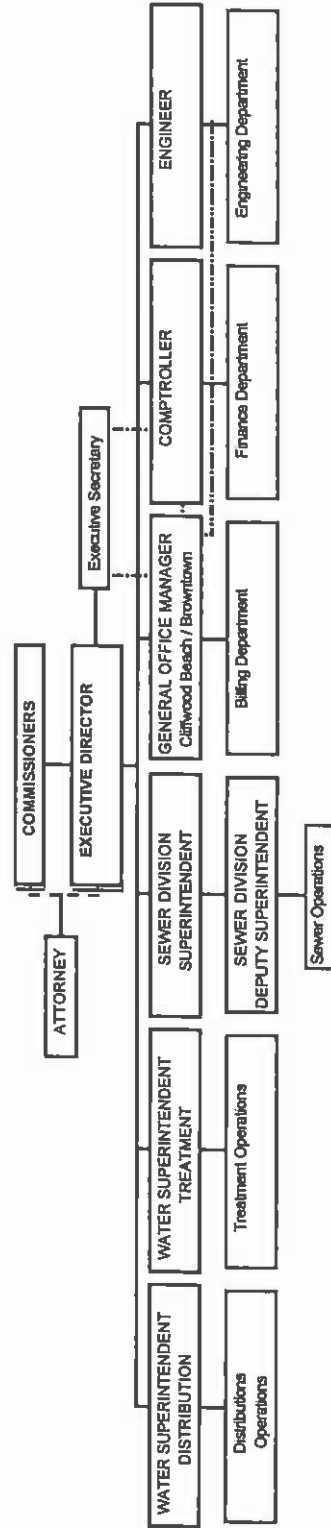 COMMISSIONERS
ATTORNEY
EXECUTIVE DIRECTOR
Executive Secretary
WATER SUPERINTENDENT
DISTRIBUTION
WATER SUPERINTENDENT
TREATMENT
SEWER DIVISION
SUPERINTENDENT
GENERAL OFFICE MANAGER
Cliffwood Beach / Browntown
COMPTROLLER
ENGINEER
Distributions
Operations
Treatment Operations
SEWER DIVISION
DEPUTY SUPERINTENDENT
Billing Department
Finance Department
Engineering Department
Sewer Operations